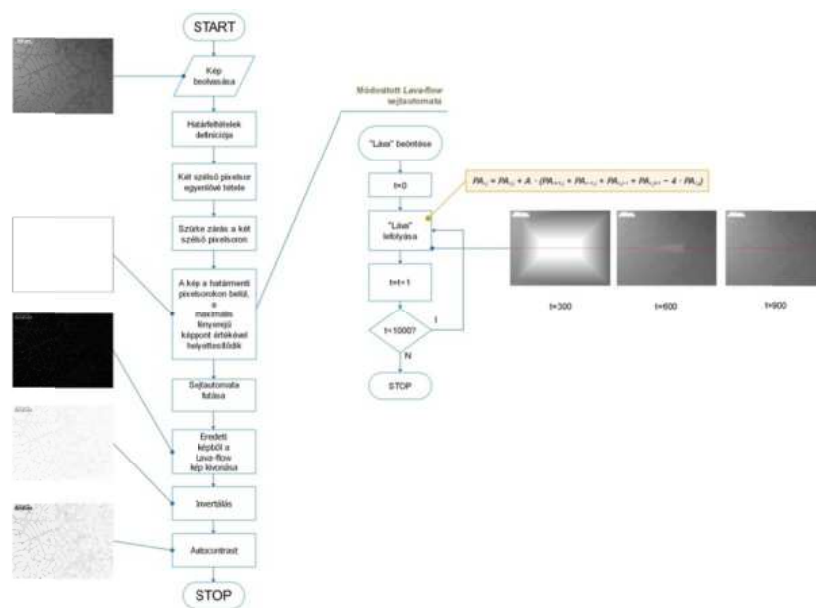 START
Kép
beolvasása
Határfeltételek
definíciója
Két szélső pixelsor
egyenlővé tétele
Szürke zárás a két
szélső pixelsoron
A kép a határmenti
pixelsorokon belül,
a
maximális
fényerejű
képpont értékével
helyettesítődik
Sejtautomata
futása
Eredeti
képből a
Lava-flow
kép kivonása
Invertálás
Autocontrast
STOP
Módosított Lava-flow
sejtautomata
"Láva" beöntése
t=0
"Láva"
lefolyása
t=t+1
t<1000?
I
N
STOP
t=300
t=600
t=900